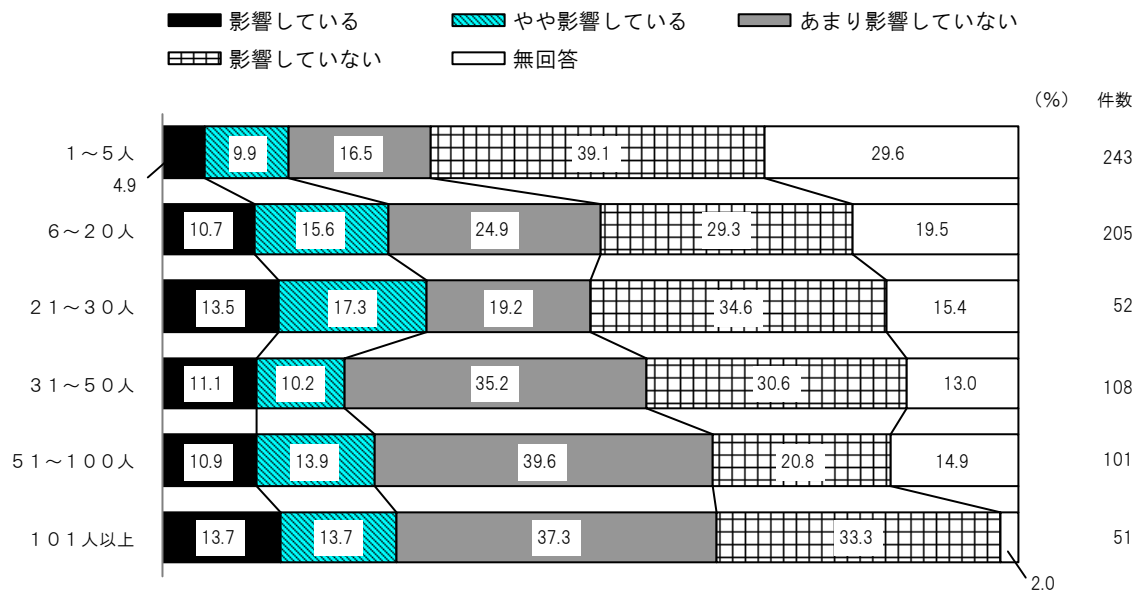 影響している やや影響している あまり影響していない
影響していない 無回答
（％） 件数
１～５人 9.9 16.5 39.1 29.6 243
4.9
６～２０人 10.7 15.6 24.9 29.3 19.5 205
２１～３０人 13.5 17.3 19.2 34.6 15.4 52
３１～５０人 11.1 10.2 35.2 30.6 13.0 108
５１～１００人 10.9 13.9 39.6 20.8 14.9 101
１０１人以上 13.7 13.7 37.3 33.3 51
2.0